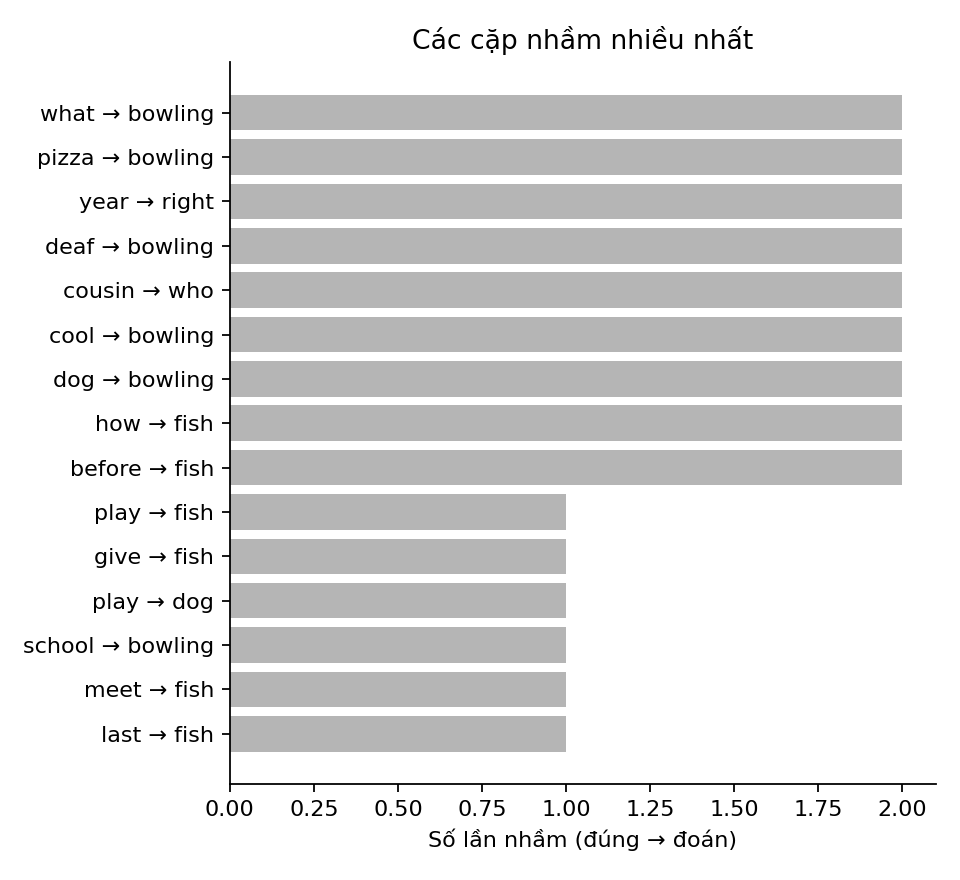 Các cặp nhầm nhiều nhất
what → bowling
pizza → bowling
year → right
deaf → bowling
cousin → who
cool → bowling
dog → bowling
how → fish
before → fish
play → fish
give → fish
play → dog
school → bowling
meet → fish
last → fish
0.00 0.25 0.50 0.75 1.00 1.25 1.50 1.75 2.00
Số lần nhầm (đúng → đoán)